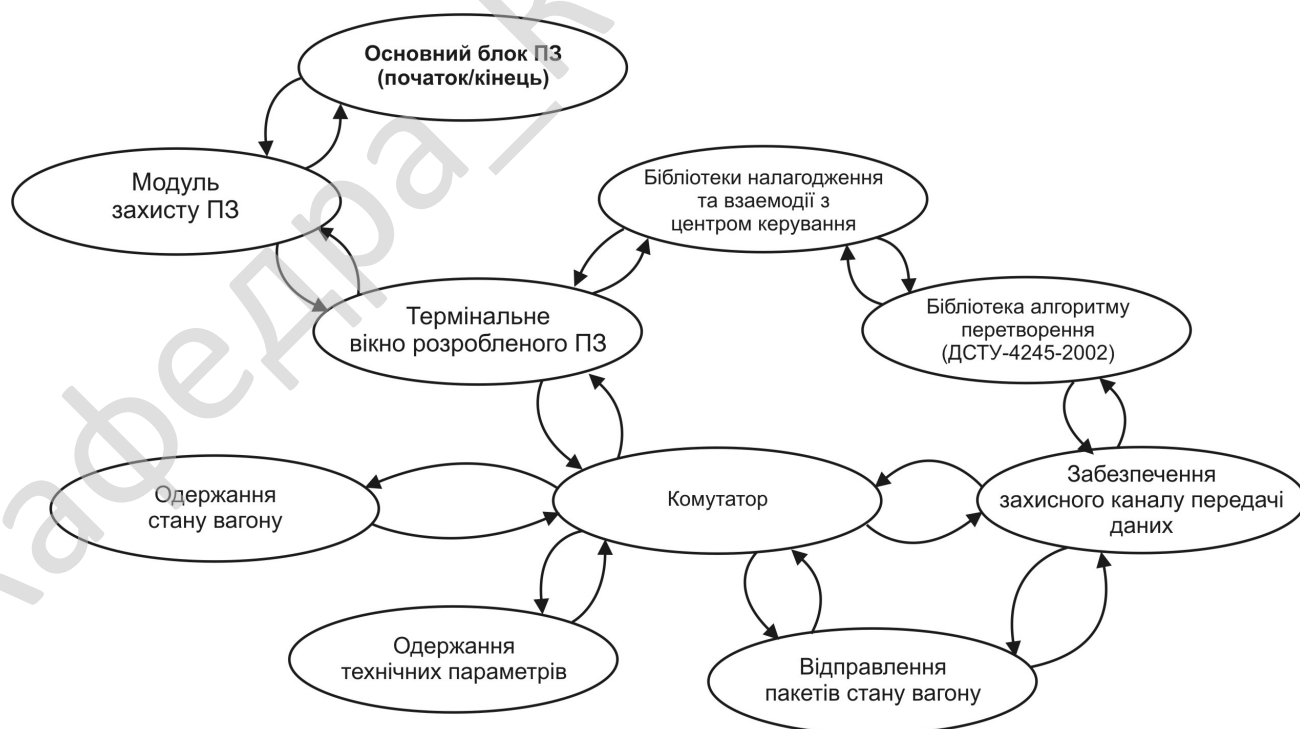 Основний блок ПЗ
(початок/кінець)
Модуль
захисту ПЗ
Бібліотеки налагодження
та взаемодії з
центром керування
Термінальне
вікно розробленого ПЗ
Бібліотека алгоритму
перетворення
(ДСТУ-4245-2002)
Одержання
стану вагону
Комутатор
Забезпечення
захисного каналу передачі
даних
Одержання
технічних параметрів
Відправлення
пакетів стану вагону
кафедра_к